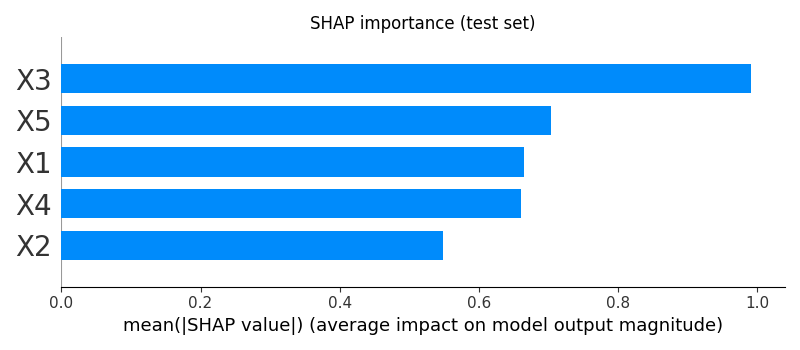 SHAP importance (test set)
X3
X5
X1
X4
X2
0.0 0.2 0.4 0.6 0.8 1.0
mean(|SHAP value|) (average impact on model output magnitude)